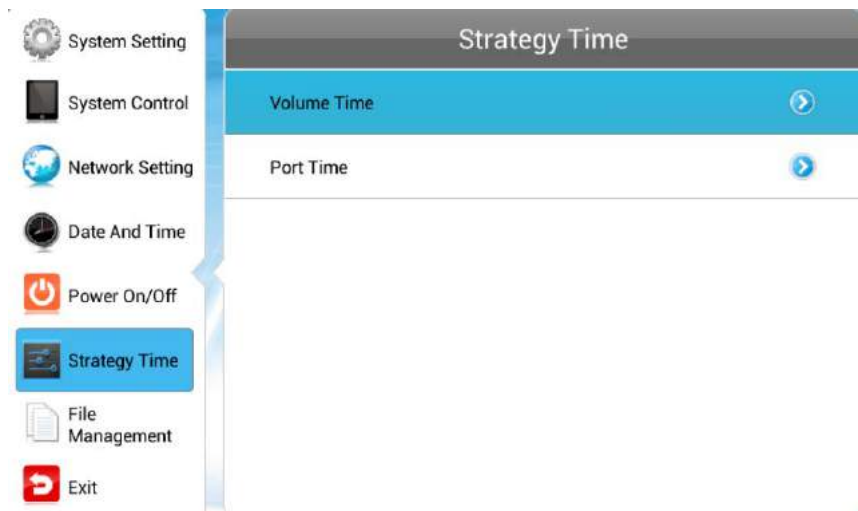 System Setting
System Control
Network Setting
Date And Time
Power On/Off
Strategy Time
File
Management
Exit
Strategy Time
Volume Time
Port Time